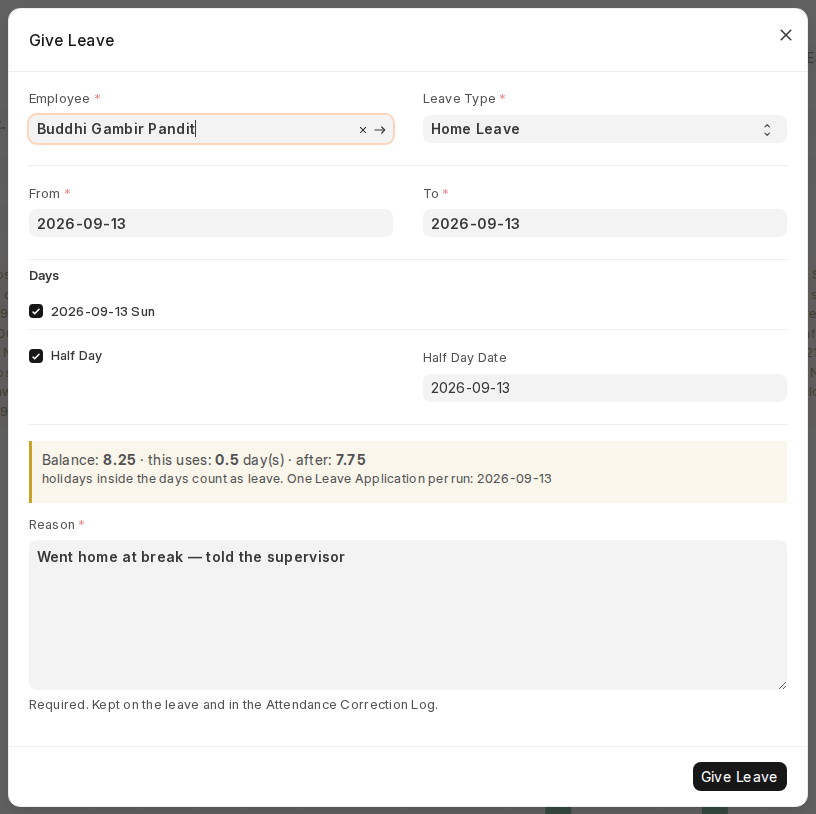 Give Leave
Employee *
Leave Type *
Buddhi Gambir Pandit
Home Leave
From *
To *
2026-09-13
2026-09-13
Days
2026-09-13 Sun
Half Day
Half Day Date
2026-09-13
Balance: 8.25 · this uses: 0.5 day(s) · after: 7.75
holidays inside the days count as leave. One Leave Application per run: 2026-09-13
Reason *
Went home at break — told the supervisor
Required. Kept on the leave and in the Attendance Correction Log.
Give Leave